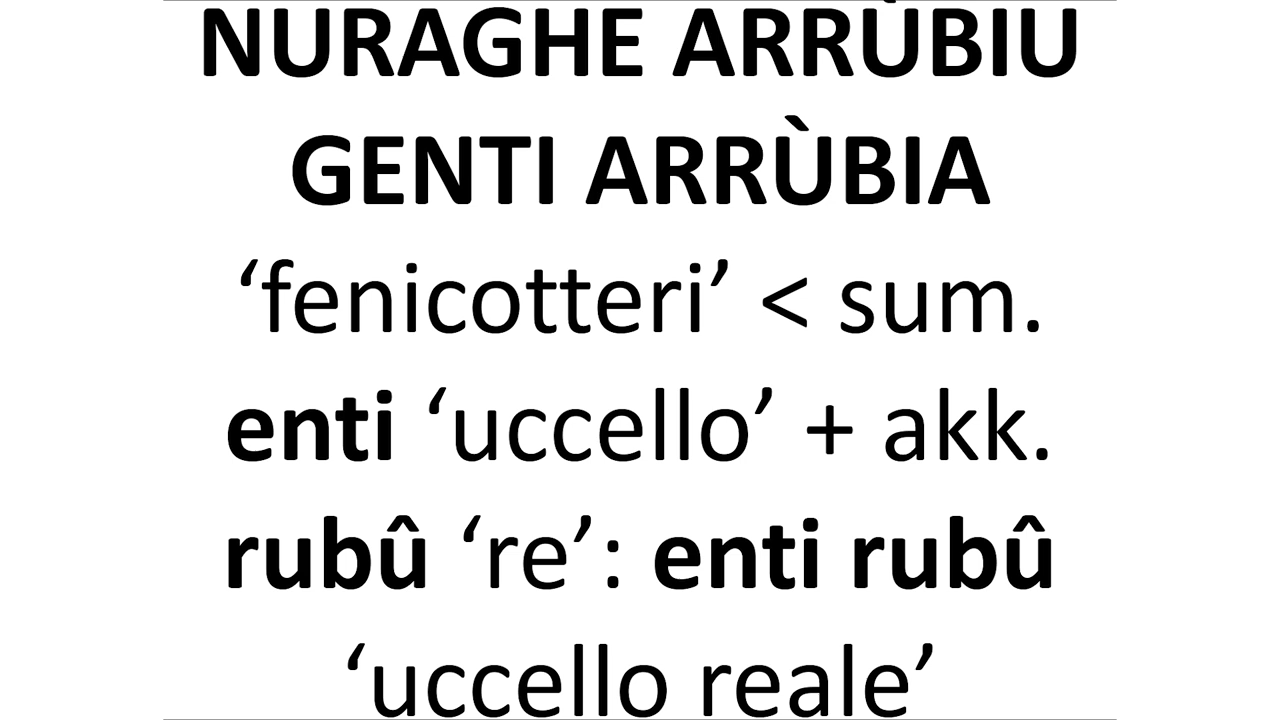 NURAGHE ARRÙBIU
GENTI ARRÙBIA
‘fenicotteri’ < sum.
enti ‘uccello’ + akk.
rubû ‘re’: enti rubû
‘uccello reale’